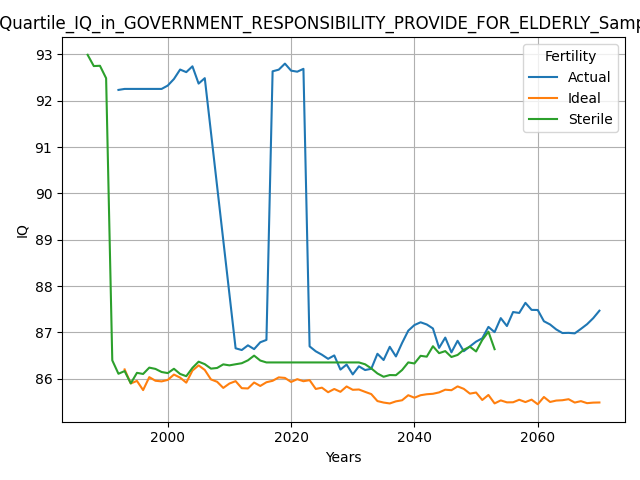 Quartile_IQ_in_GOVERNMENT_RESPONSIBILITY_PROVIDE_FOR_ELDERLY_Samp
Fertility
Actual
Ideal
Sterile
93
92
91
90
89
88
87
86
IQ
2000 2020 2040 2060
Years